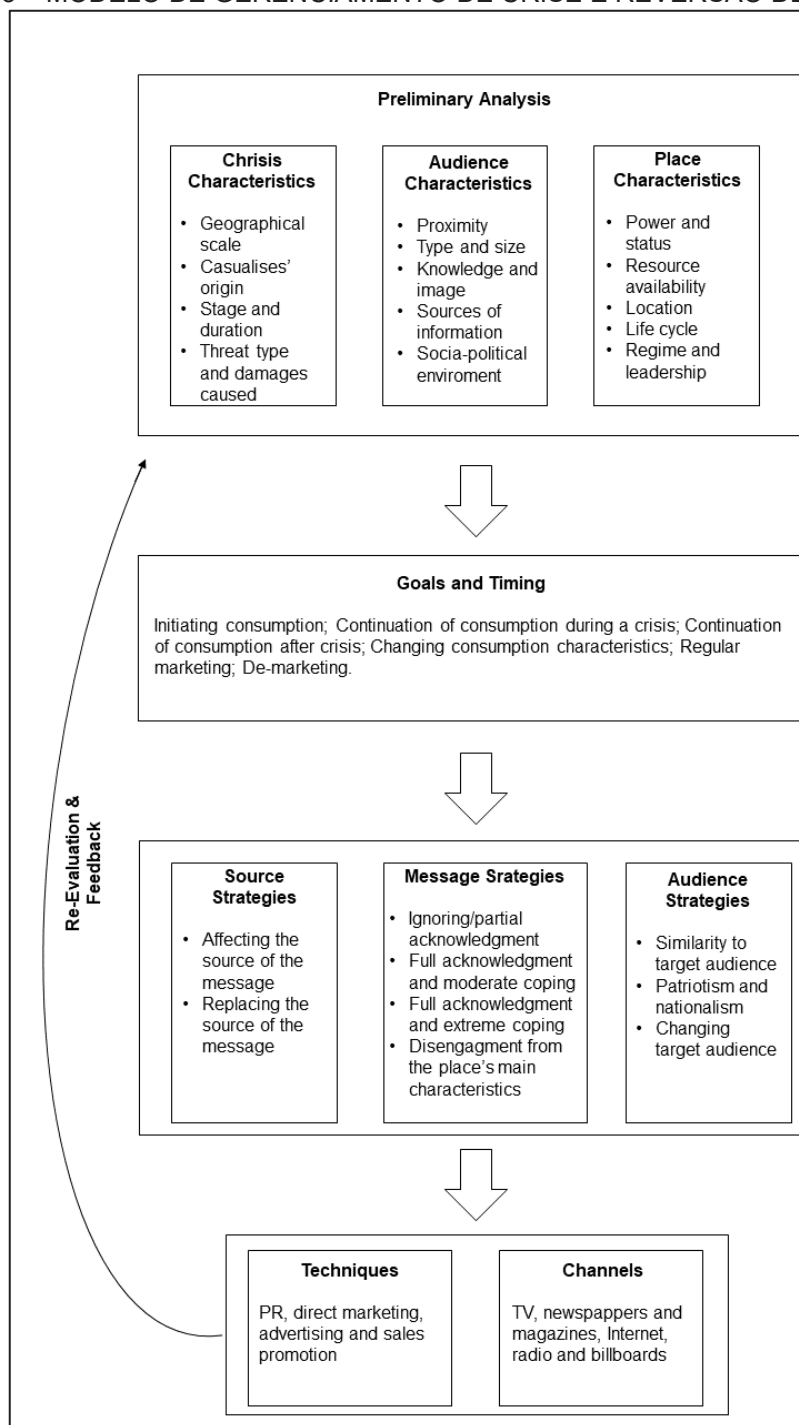 MODELO DE GERENCIAMENTO DE CRISE E REVERSÃO DE
Preliminary Analysis
Chrisis
Characteristics
• Geographical
scale
• Casualises’
origin
• Stage and
duration
• Threat type
and damages
caused
Audience
Characteristics
• Proximity
• Type and size
• Knowledge and
image
• Sources of
information
• Socia-political
enviroment
Place
Characteristics
• Power and
status
• Resource
availability
• Location
• Life cycle
• Regime and
leadership
Goals and Timing
Initiating consumption; Continuation of consumption during a crisis; Continuation
of consumption after crisis; Changing consumption characteristics; Regular
marketing; De-marketing.
Re-Evaluation &
Feedback
Source
Strategies
• Affecting the
source of the
message
• Replacing the
source of the
message
Message Srategies
• Ignoring/partial
acknowledgment
• Full acknowledgment
and moderate coping
• Full acknowledgment
and extreme coping
• Disengagment from
the place’s main
characteristics
Audience
Strategies
• Similarity to
target audience
• Patriotism and
nationalism
• Changing
target audience
Techniques
PR, direct marketing,
advertising and sales
promotion
Channels
TV, newspappers and
magazines, Internet,
radio and billboards